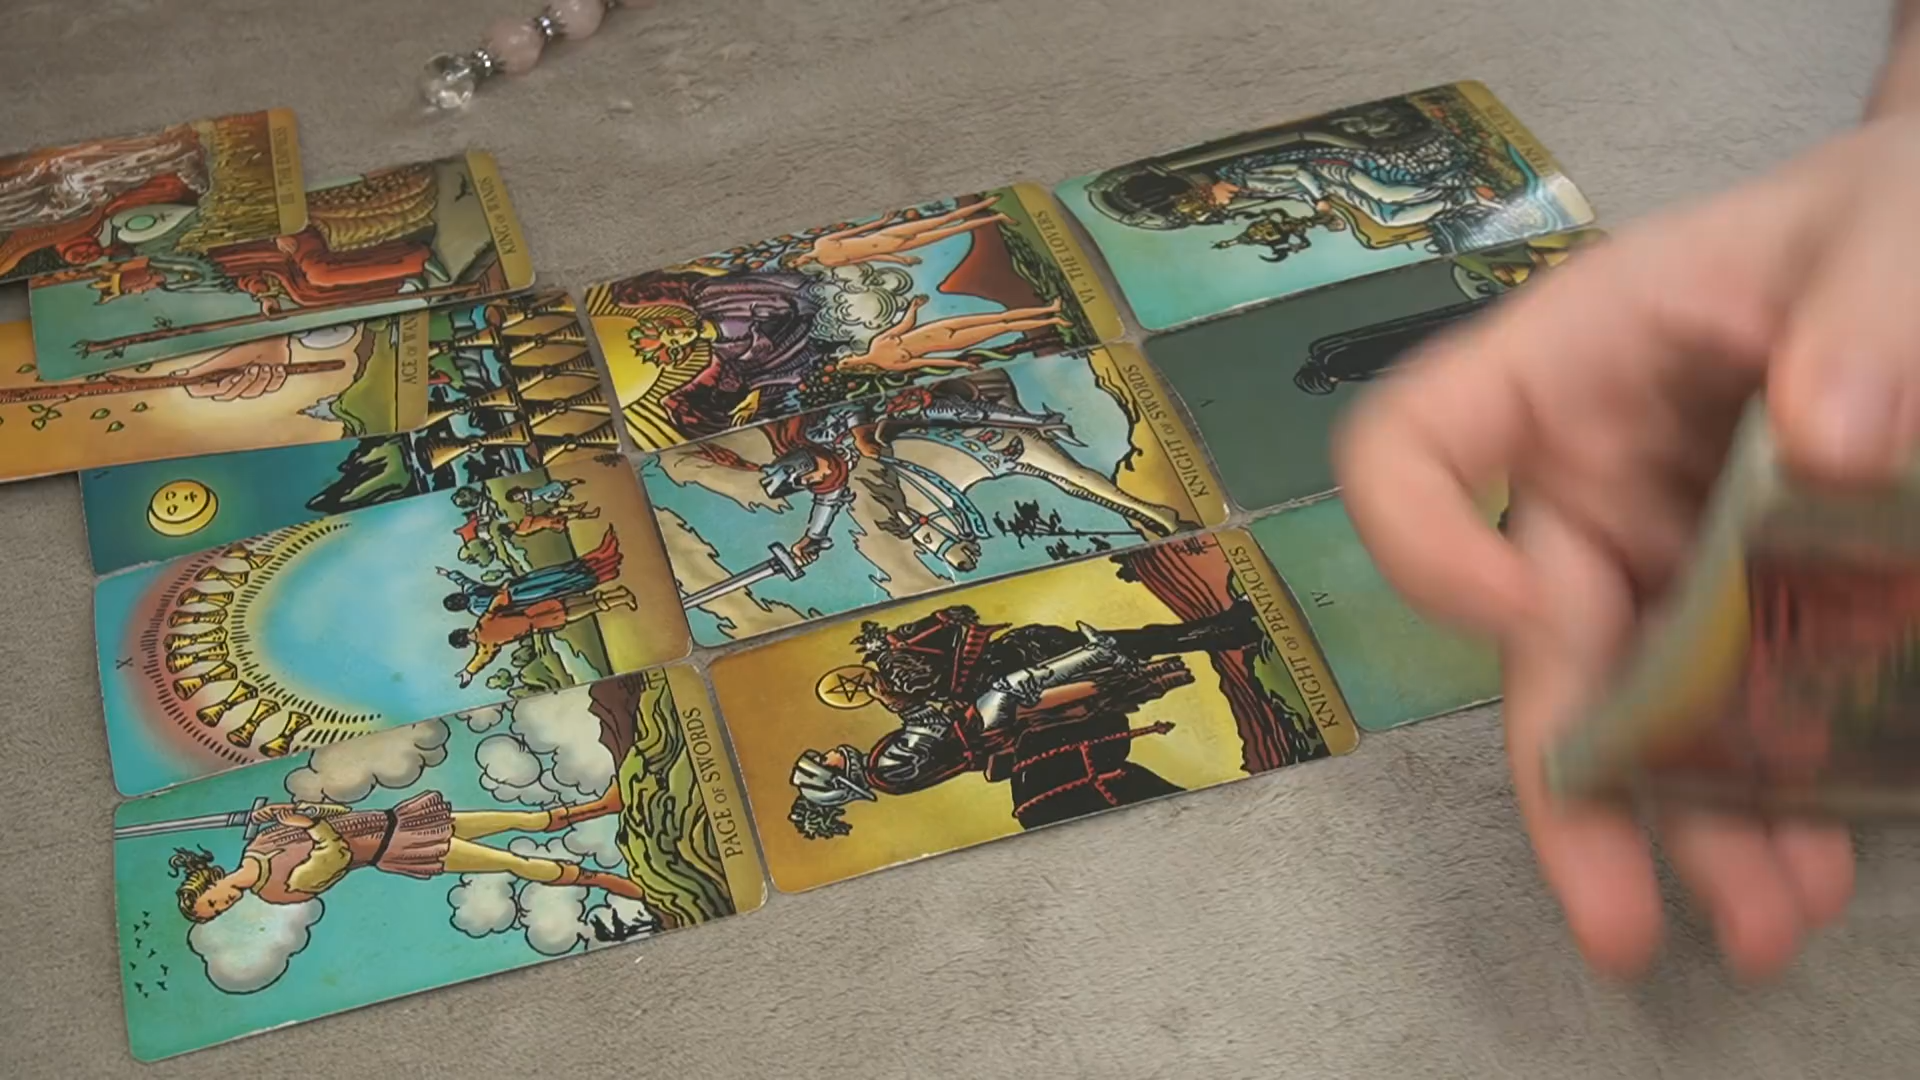 III · THE EMPRESS
KING OF WANDS
ACE OF WAN
VI · THE LOVERS
KNIGHT OF SWORDS
X
PAGE OF SWORDS
KNIGHT OF PENTACLES
V
IV